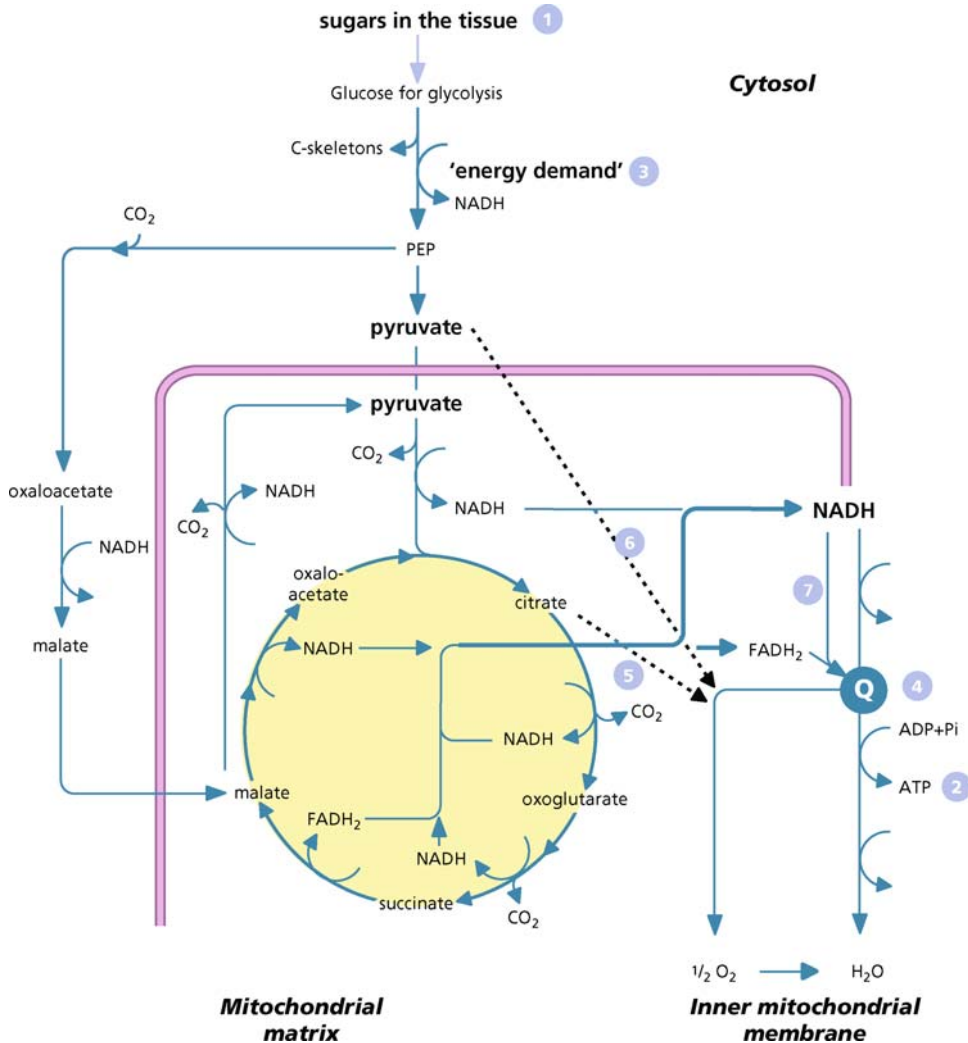 sugars in the tissue 1
Glucose for glycolysis
Cytosol
C-skeletons
'energy demand' 3
NADH
CO2
PEP
pyruvate
pyruvate
CO2
oxaloacetate
NADH
CO2
NADH
NADH
6
NADH
oxalo-
acetate
citrate
7
malate
NADH
FADH2
5
Q 4
CO2
NADH
ADP+Pi
malate
oxoglutarate
ATP 2
FADH2
NADH
succinate
CO2
1/2 O2
H2O
Mitochondrial
matrix
Inner mitochondrial
membrane